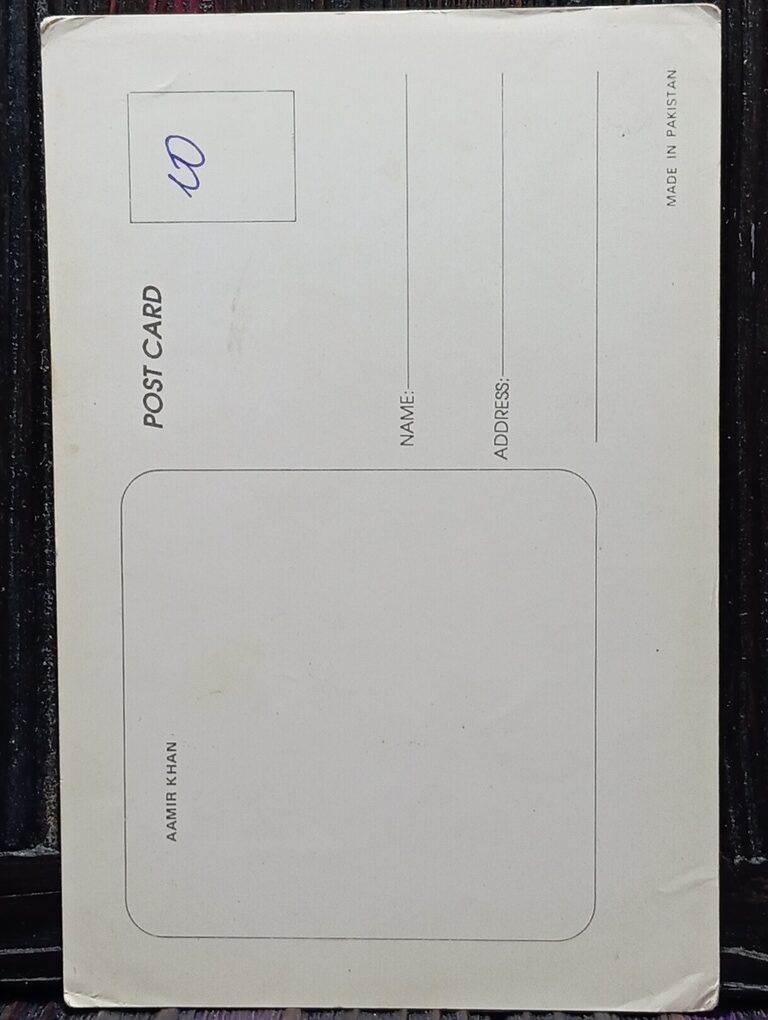 POST CARD
10
AAMIR KHAN
NAME:
ADDRESS:
MADE IN PAKISTAN